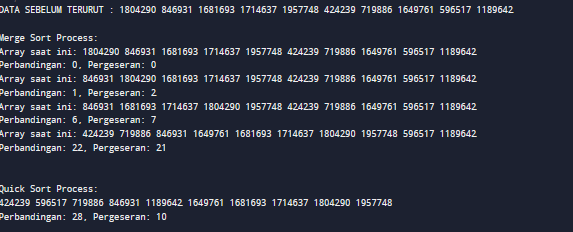 DATA SEBELUM TERURUT : 1804290 846931 1681693 1714637 1957748 424239 719886 1649761 596517 1189642
Merge Sort Process:
Array saat ini: 1804290 846931 1681693 1714637 1957748 424239 719886 1649761 596517 1189642
Perbandingan: 0, Pergeseran: 0
Array saat ini: 846931 1804290 1681693 1714637 1957748 424239 719886 1649761 596517 1189642
Perbandingan: 1, Pergeseran: 2
Array saat ini: 846931 1681693 1714637 1804290 1957748 424239 719886 1649761 596517 1189642
Perbandingan: 6, Pergeseran: 7
Array saat ini: 424239 719886 846931 1649761 1681693 1714637 1804290 1957748 596517 1189642
Perbandingan: 22, Pergeseran: 21
Quick Sort Process:
424239 596517 719886 846931 1189642 1649761 1681693 1714637 1804290 1957748
Perbandingan: 28, Pergeseran: 10